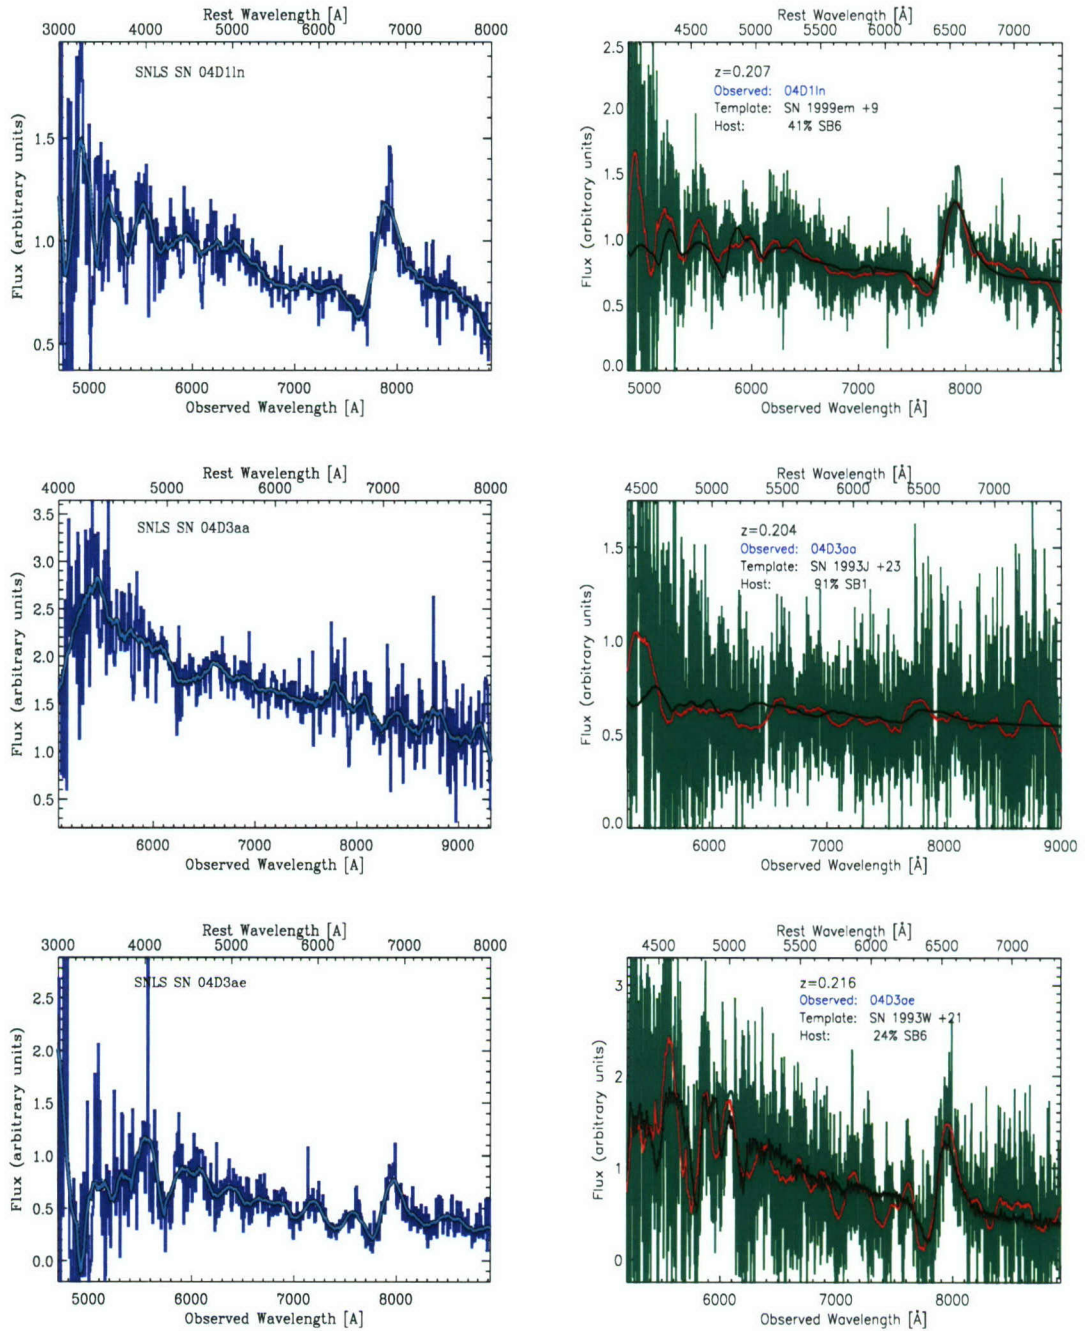 Rest Wavelength [A]
3000 4000 5000 6000 7000 8000
SNLS SN 04D1ln
Flux (arbitrary units)
1.5
1.0
0.5
5000 6000 7000 8000
Observed Wavelength [A]
Rest Wavelength [Å]
4500 5000 5500 6000 6500 7000
z=0.207
Observed: 04D1ln
Template: SN 1999em +9
Host: 41% SB6
Flux (arbitrary units)
2.5
2.0
1.5
1.0
0.5
0.0
5000 6000 7000 8000
Observed Wavelength [Å]
Rest Wavelength [A]
4000 5000 6000 7000 8000
SNLS SN 04D3aa
Flux (arbitrary units)
3.5
3.0
2.5
2.0
1.5
1.0
0.5
6000 7000 8000 9000
Observed Wavelength [A]
Rest Wavelength [Å]
4500 5000 5500 6000 6500 7000
z=0.204
Observed: 04D3aa
Template: SN 1993J +23
Host: 91% SB1
Flux (arbitrary units)
1.5
1.0
0.5
0.0
6000 7000 8000 9000
Observed Wavelength [Å]
Rest Wavelength [A]
3000 4000 5000 6000 7000 8000
SNLS SN 04D3ae
Flux (arbitrary units)
2.5
2.0
1.5
1.0
0.5
0.0
5000 6000 7000 8000
Observed Wavelength [A]
Rest Wavelength [Å]
4500 5000 5500 6000 6500 7000
z=0.216
Observed: 04D3ae
Template: SN 1993W +21
Host: 24% SB6
Flux (arbitrary units)
3
2
1
0
6000 7000 8000
Observed Wavelength [Å]